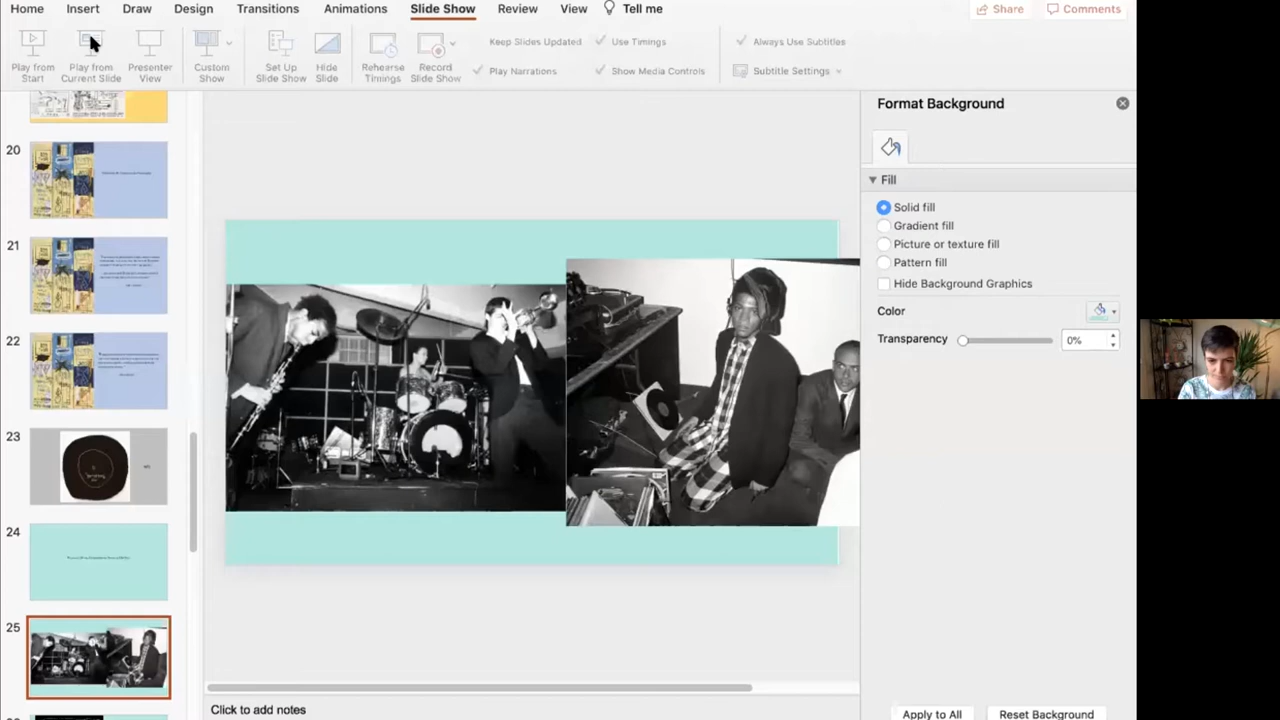 Home Insert Draw Design Transitions Animations Slide Show Review View Tell me Share Comments
Play from Start
Play from Current Slide
Presenter View
Custom Show
Set Up Slide Show
Hide Slide
Rehearse Timings
Record Slide Show
Keep Slides Updated
Use Timings
Play Narrations
Show Media Controls
Always Use Subtitles
Subtitle Settings
20
21
22
23
24
25
Format Background
Fill
Solid fill
Gradient fill
Picture or texture fill
Pattern fill
Hide Background Graphics
Color
Transparency 0%
Click to add notes
Apply to All Reset Background